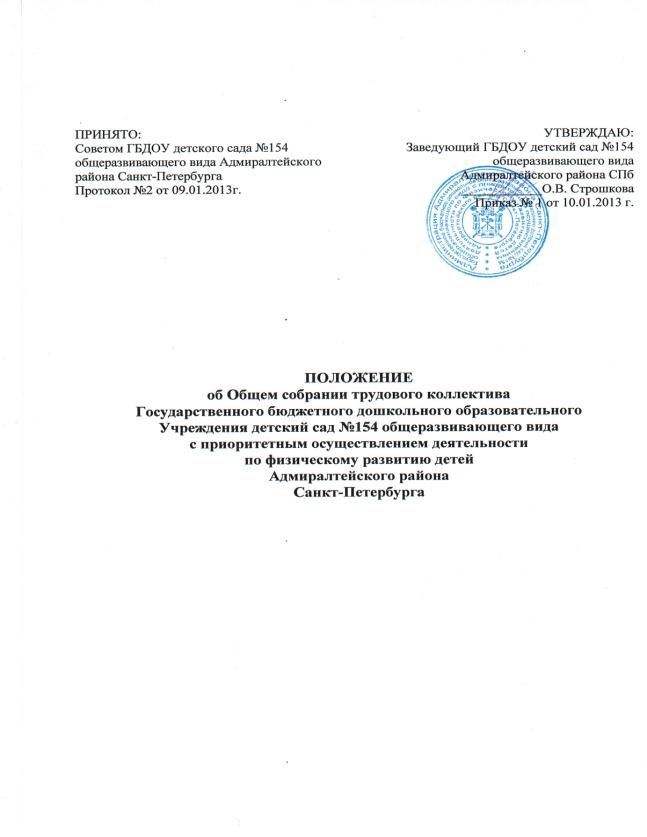 ПРИНЯТО:
Советом ГБДОУ детского сада №154
общеразвивающего вида Адмиралтейского
района Санкт-Петербурга
Протокол №2 от 09.01.2013г.
УТВЕРЖДАЮ:
Заведующий ГБДОУ детский сад №154
общеразвивающего вида
Адмиралтейского района СПб
О.В. Строшкова
Приказ № 1 от 10.01.2013 г.
ПОЛОЖЕНИЕ
об Общем собрании трудового коллектива
Государственного бюджетного дошкольного образовательного
Учреждения детский сад №154 общеразвивающего вида
с приоритетным осуществлением деятельности
по физическому развитию детей
Адмиралтейского района
Санкт-Петербурга